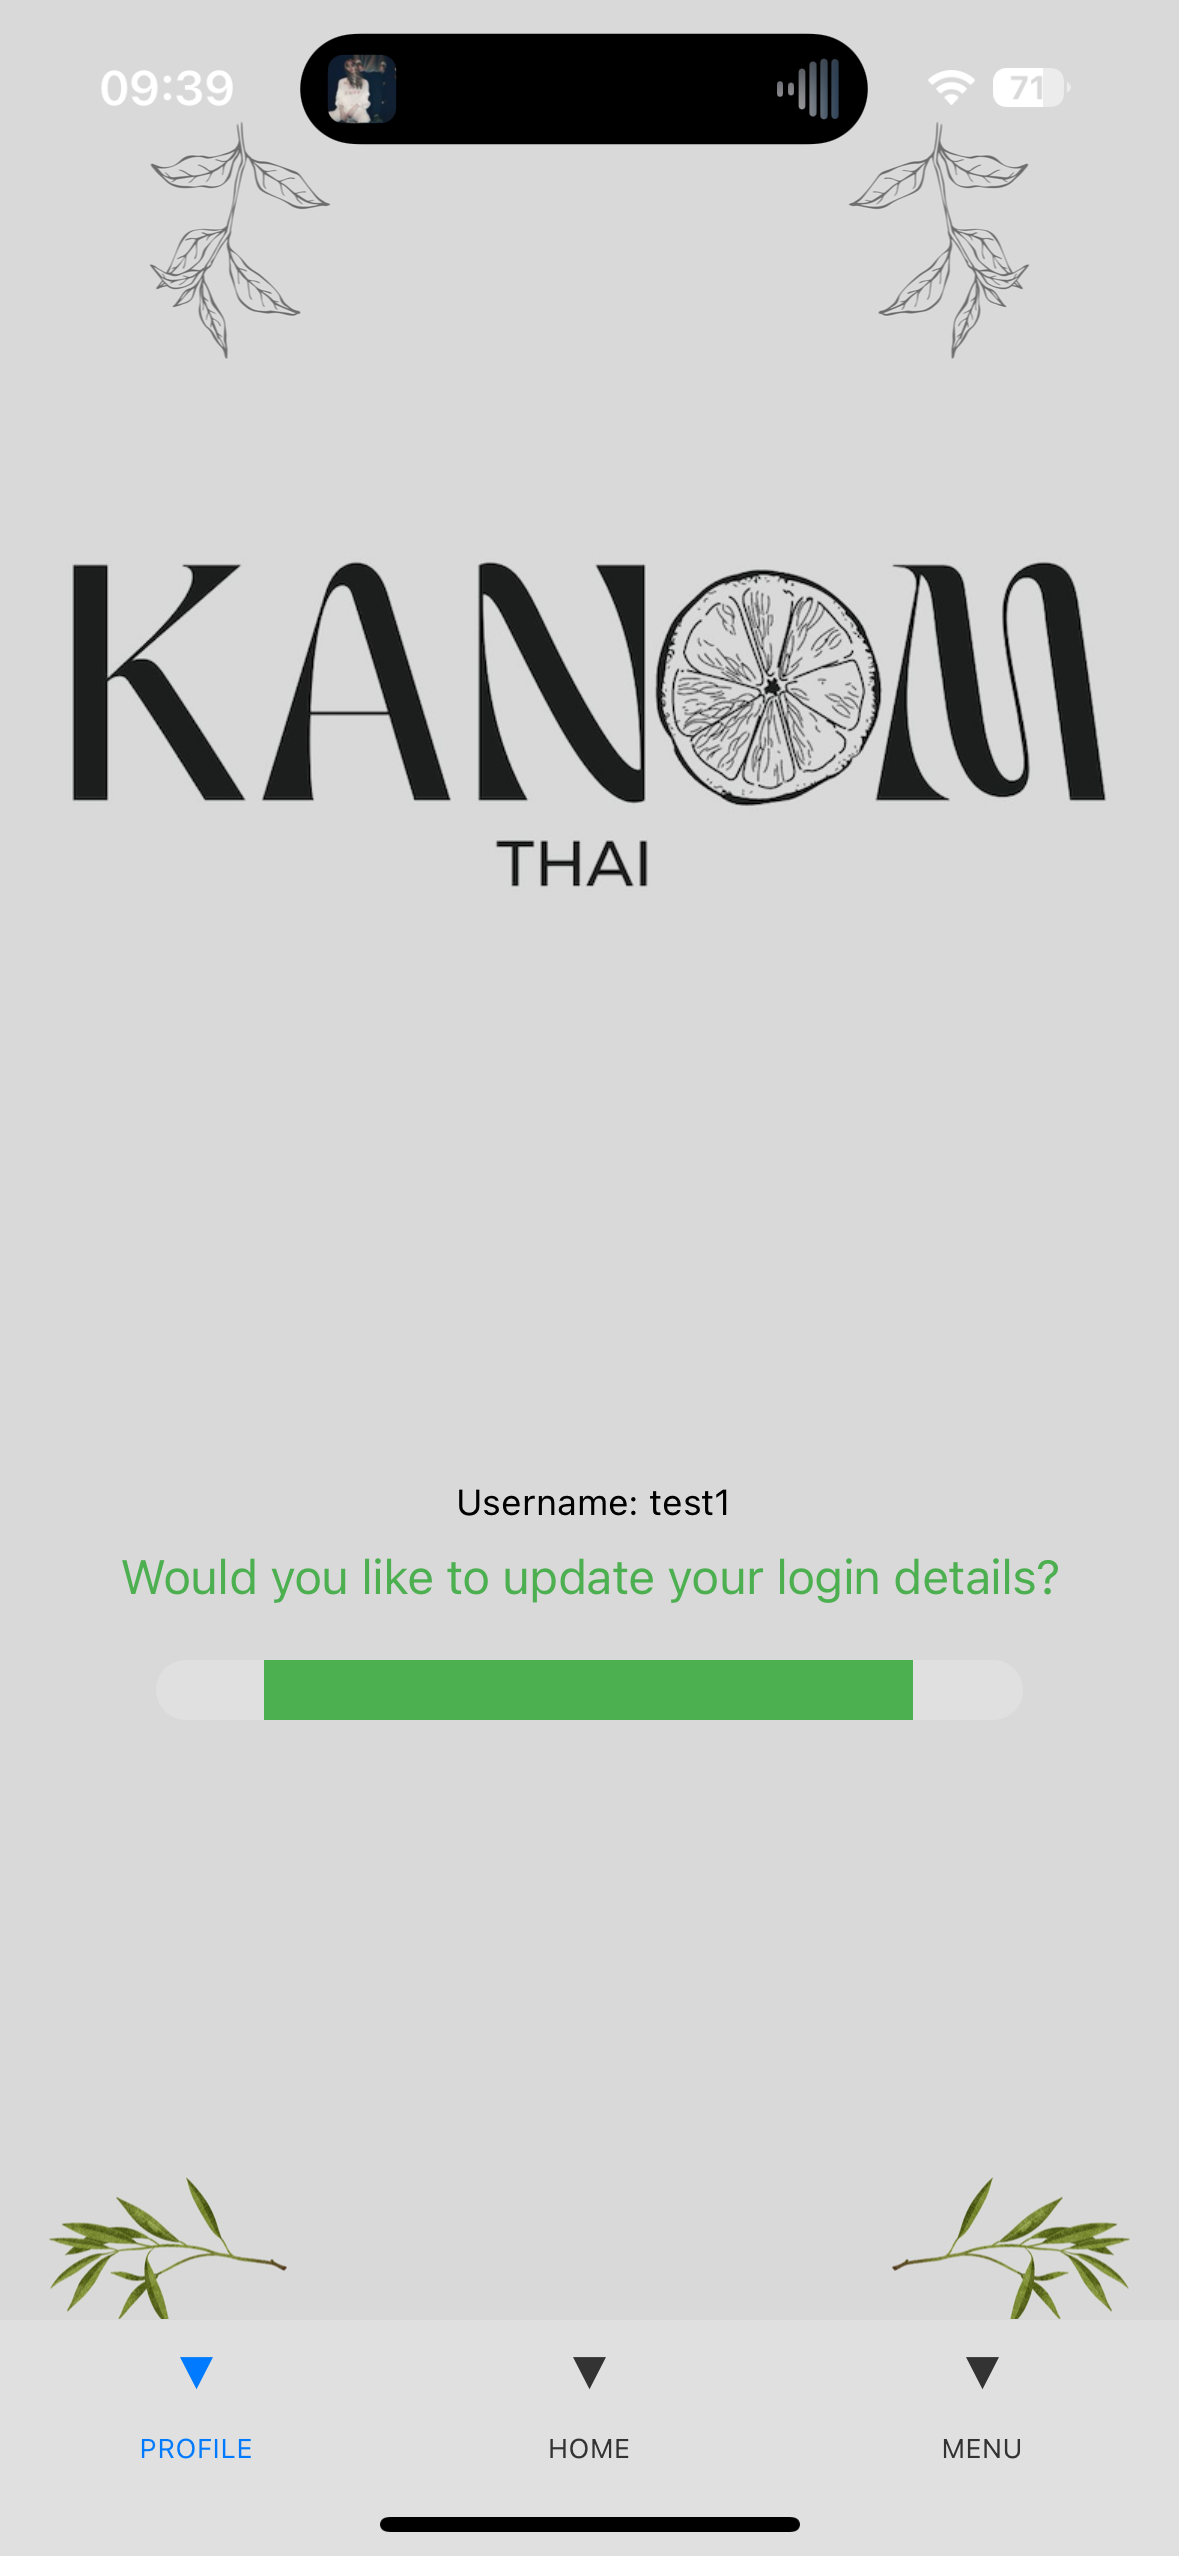 09:39
71
KANOM
THAI
Username: test1
Would you like to update your login details?
PROFILE
HOME
MENU